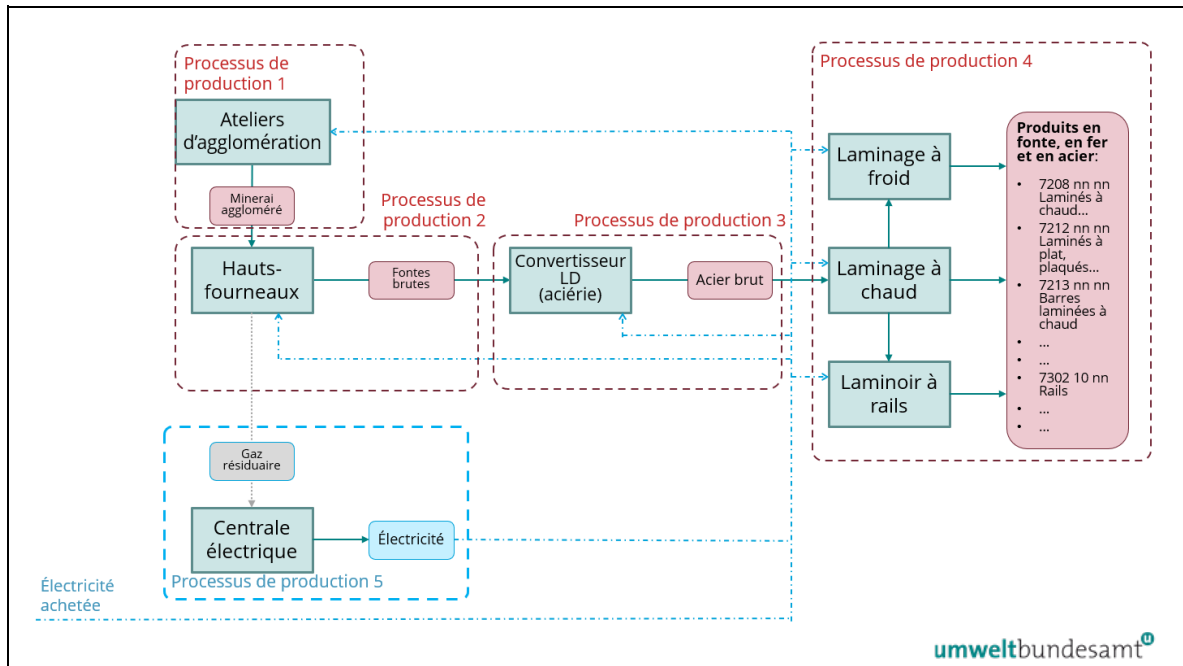 Processus de
production 1
Ateliers
d’agglomération
Minerai
aggloméré
Processus de
production 2
Hauts-
fourneaux
Fontes
brutes
Processus de production 3
Convertisseur
LD
(aciérie)
Acier brut
Processus de production 4
Laminage à
froid
Laminage à
chaud
Laminoir à
rails
Produits en
fonte, en fer
et en acier:
• 7208 nn nn
Laminés à
chaud...
• 7212 nn nn
Laminés à
plat,
plaqués...
• 7213 nn nn
Barres
laminées à
chaud
• ...
• ...
• 7302 10 nn
Rails
• ...
• ...
Gaz
résiduaire
Centrale
électrique
Électricité
Processus de production 5
Électricité
achetée
umweltbundesamt u